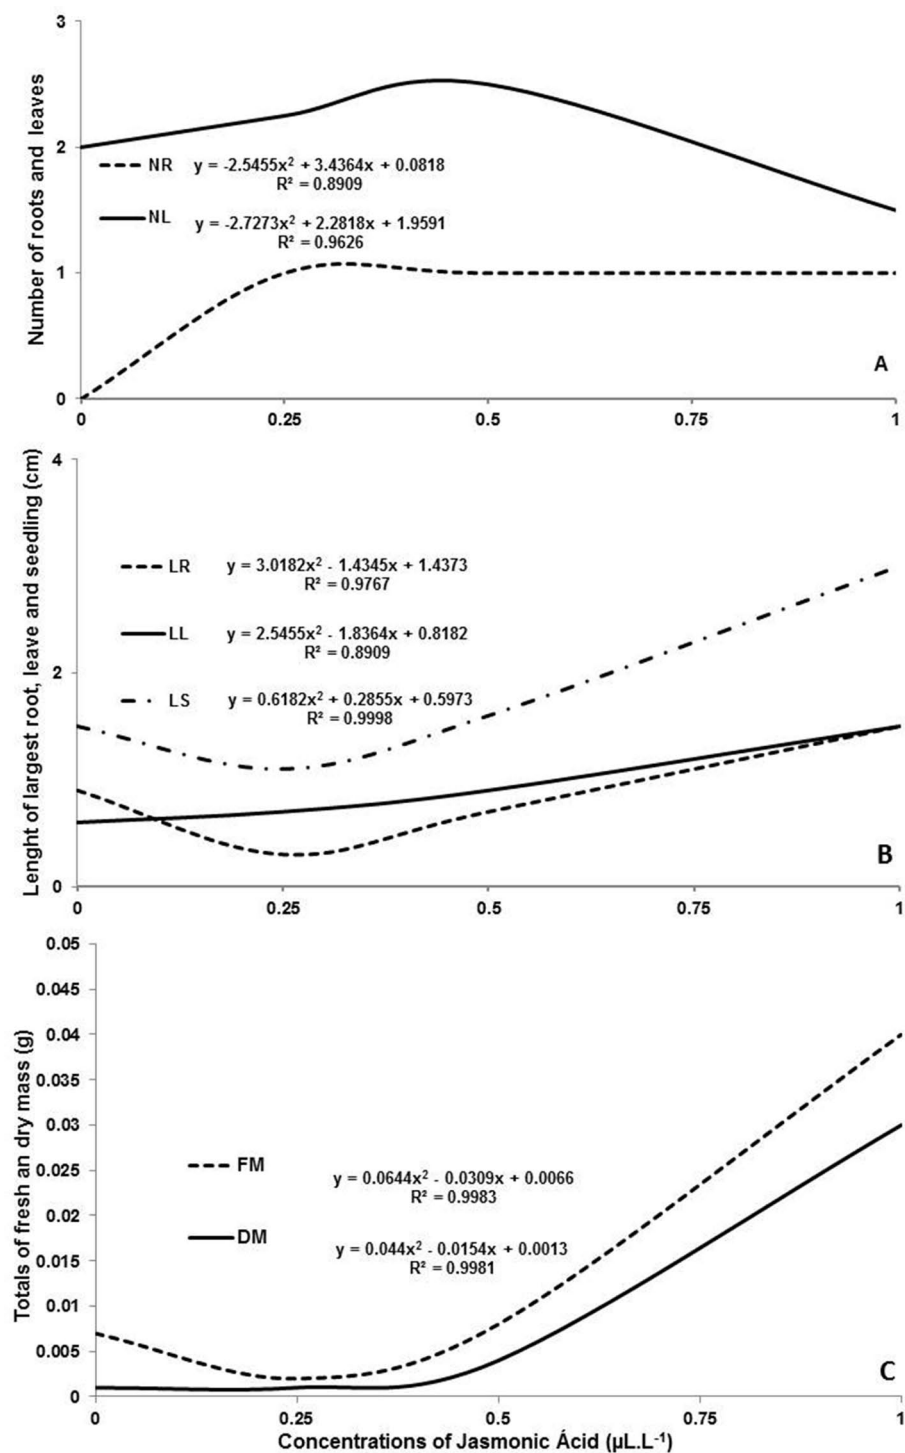 3
2
1
0
Number of roots and leaves
NR y = -2.5455x² + 3.4364x + 0.0818
R² = 0.8909
NL y = -2.7273x² + 2.2818x + 1.9591
R² = 0.9626
A
0 0.25 0.5 0.75 1
4
2
0
Lenght of largest root, leave and seedling (cm)
LR y = 3.0182x² - 1.4345x + 1.4373
R² = 0.9767
LL y = 2.5455x² - 1.8364x + 0.8182
R² = 0.8909
LS y = 0.6182x² + 0.2855x + 0.5973
R² = 0.9998
B
0 0.25 0.5 0.75 1
0.05
0.045
0.04
0.035
0.03
0.025
0.02
0.015
0.01
0.005
0
Totals of fresh an dry mass (g)
FM y = 0.0644x² - 0.0309x + 0.0066
R² = 0.9983
DM y = 0.044x² - 0.0154x + 0.0013
R² = 0.9981
C
0 0.25 0.5 0.75 1
Concentrations of Jasmonic Ácid (µL.L⁻¹)